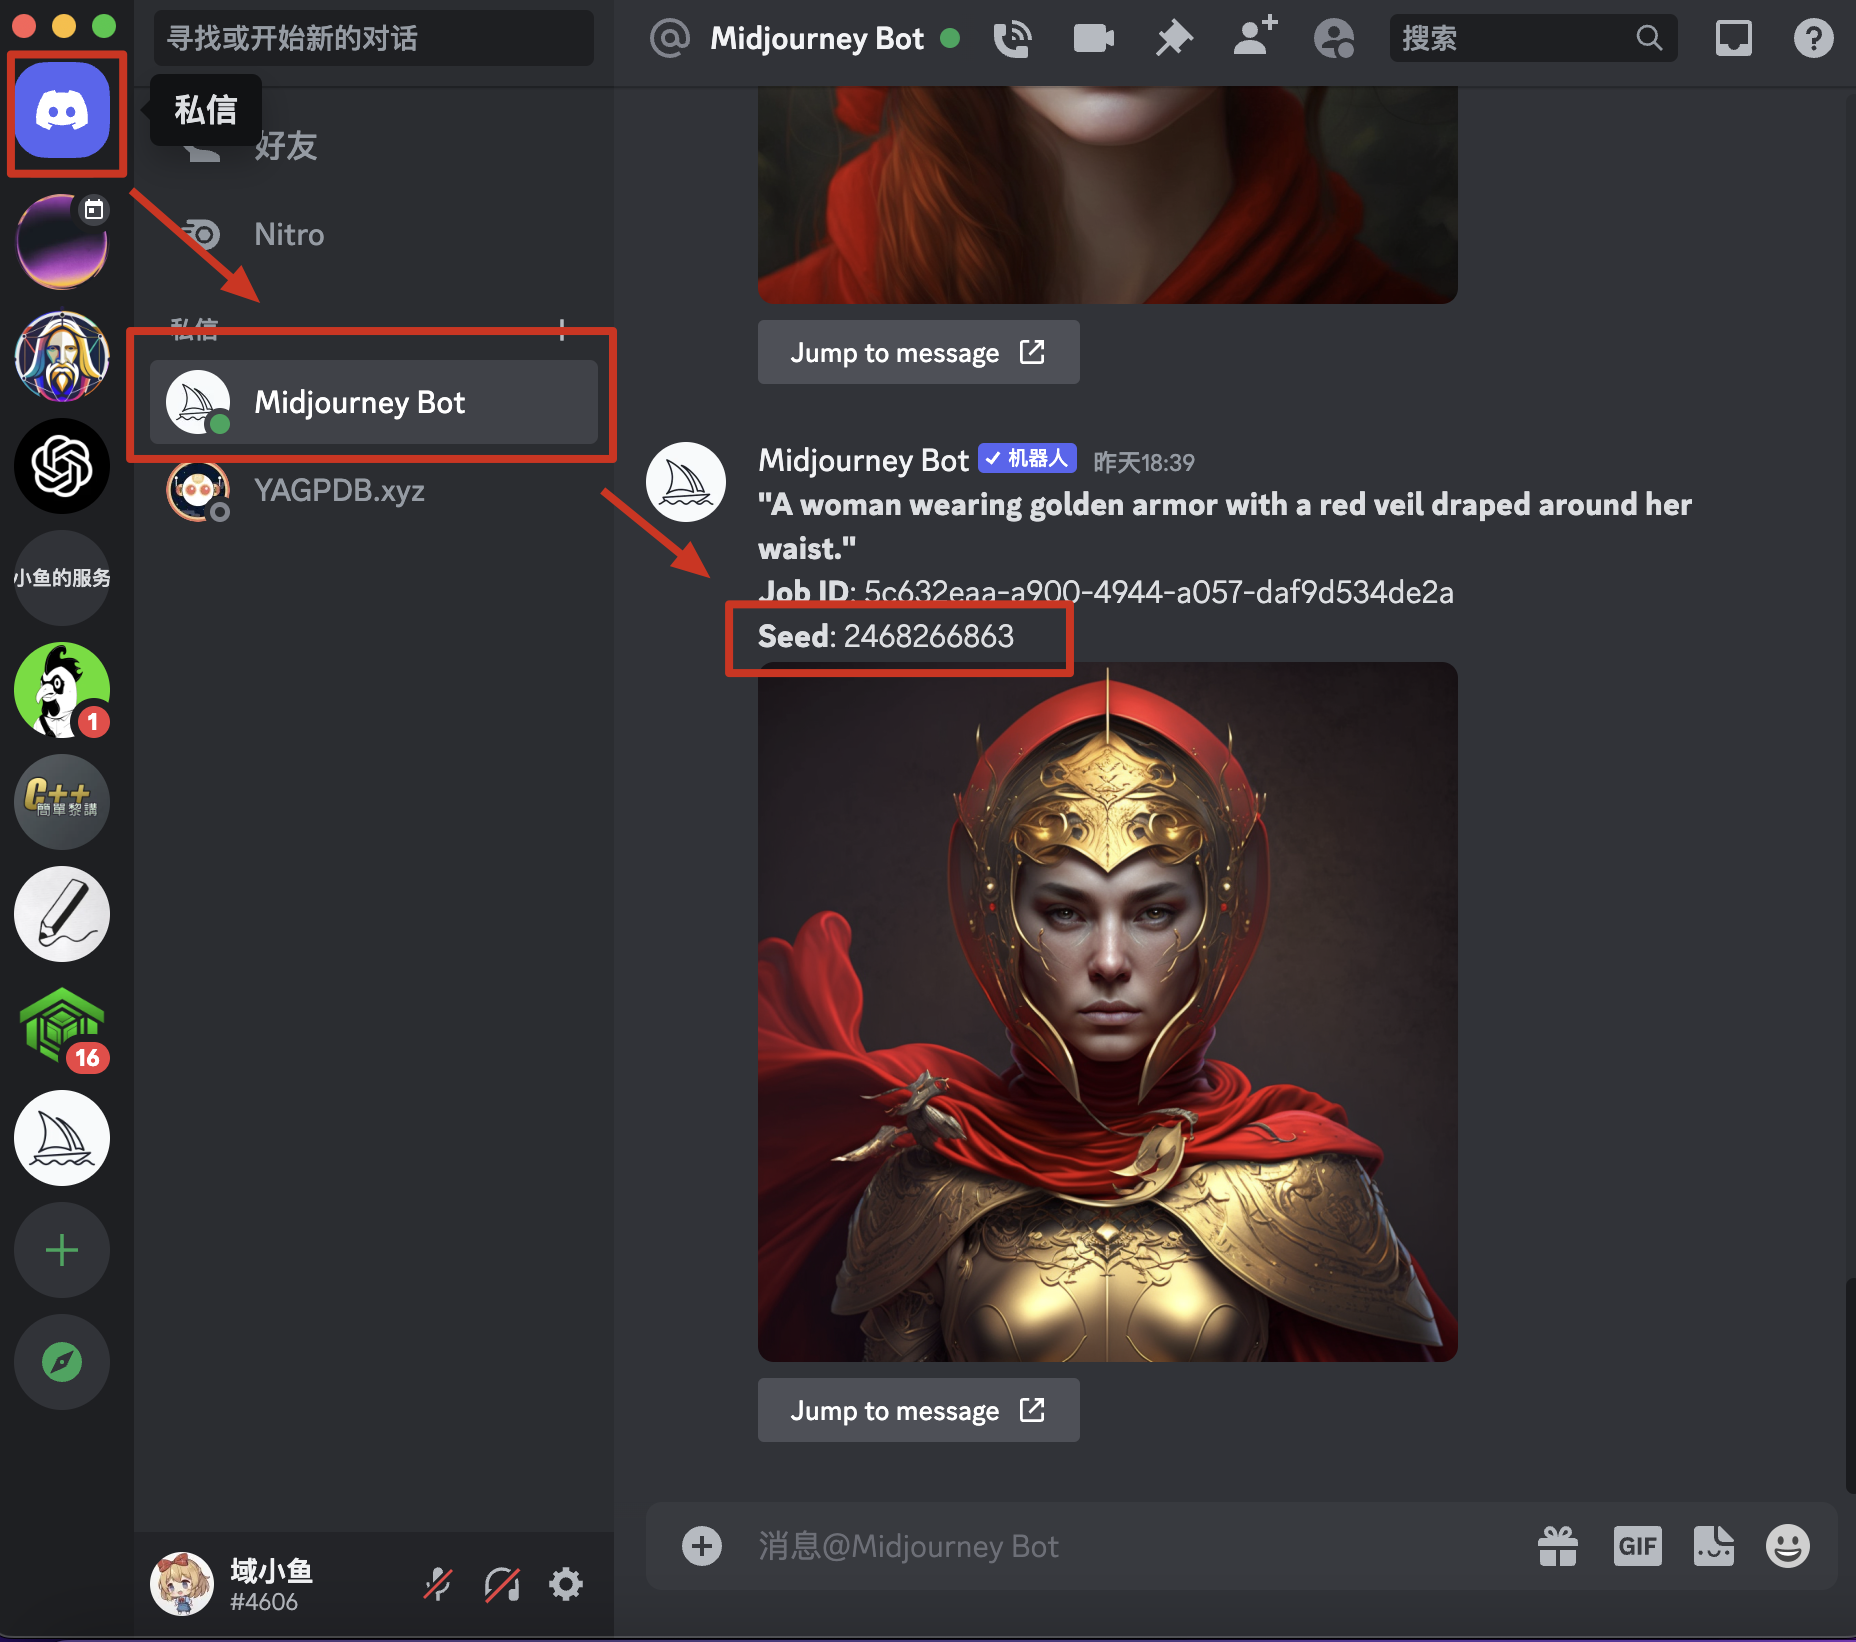 寻找或开始新的对话
私信
好友
Nitro
私信
Midjourney Bot
YAGPDB.xyz
小鱼的服务
1
C++
簡單黎講
16
域小鱼
#4606
Midjourney Bot
搜索
Jump to message
Midjourney Bot 机器人 昨天18:39
"A woman wearing golden armor with a red veil draped around her
waist."
Job ID: 5c632eaa-a900-4944-a057-daf9d534de2a
Seed: 2468266863
Jump to message
消息@Midjourney Bot
GIF